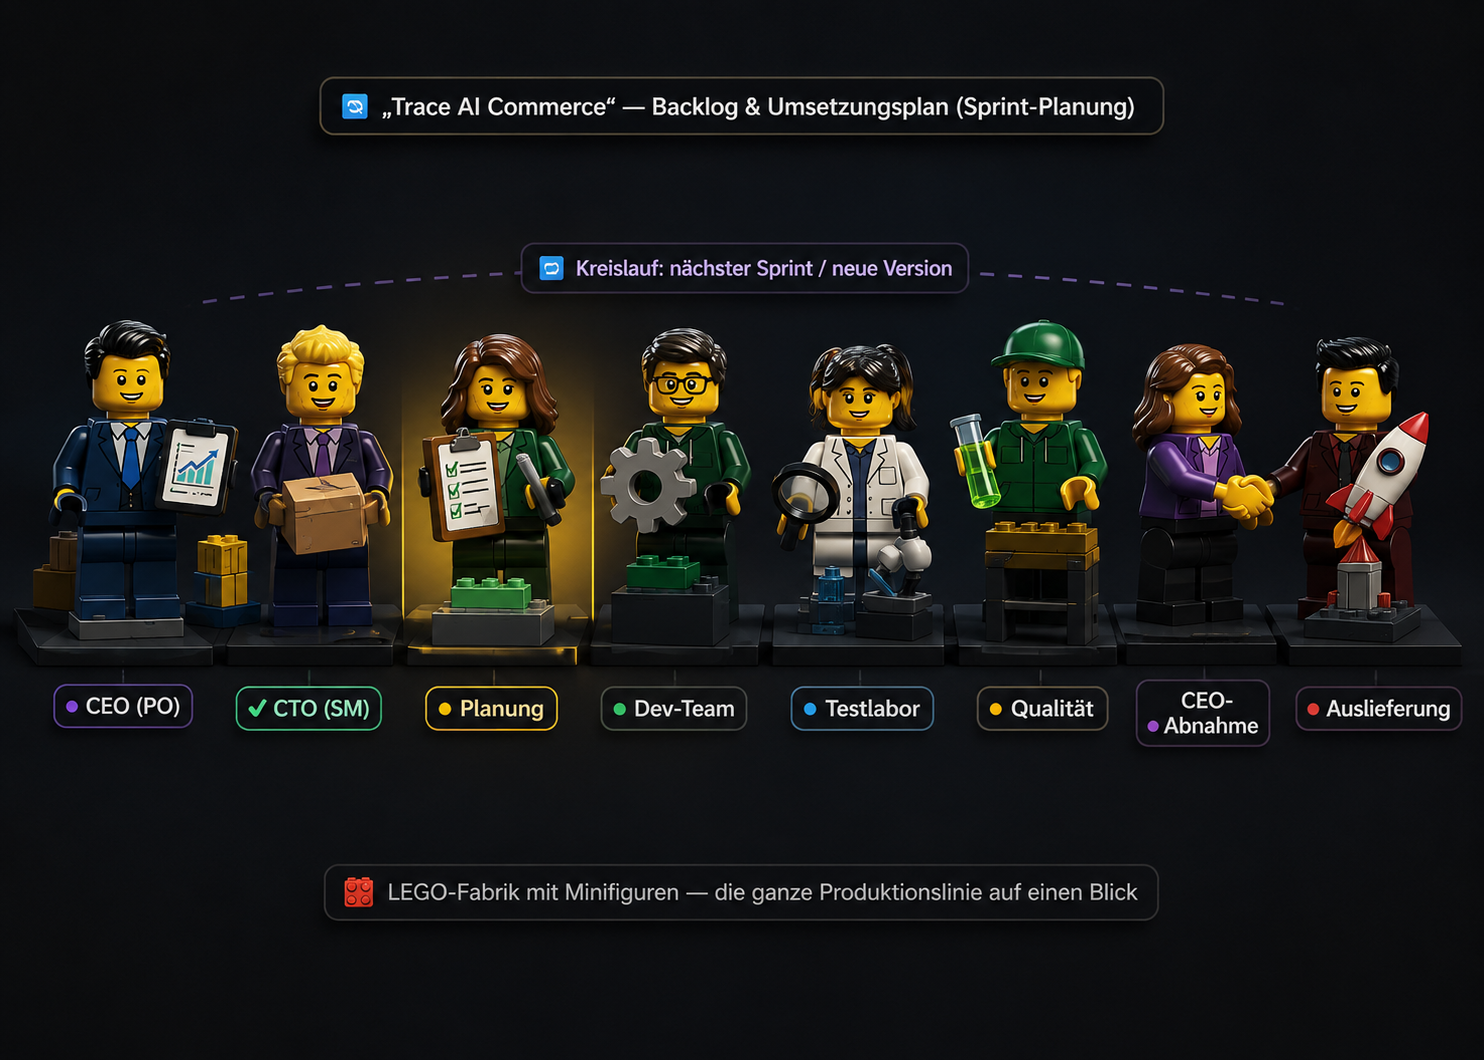 „Trace AI Commerce“ — Backlog & Umsetzungsplan (Sprint-Planung)
Kreislauf: nächster Sprint / neue Version
CEO (PO)
CTO (SM)
Planung
Dev-Team
Testlabor
Qualität
CEO-
Abnahme
Auslieferung
LEGO-Fabrik mit Minifiguren — die ganze Produktionslinie auf einen Blick